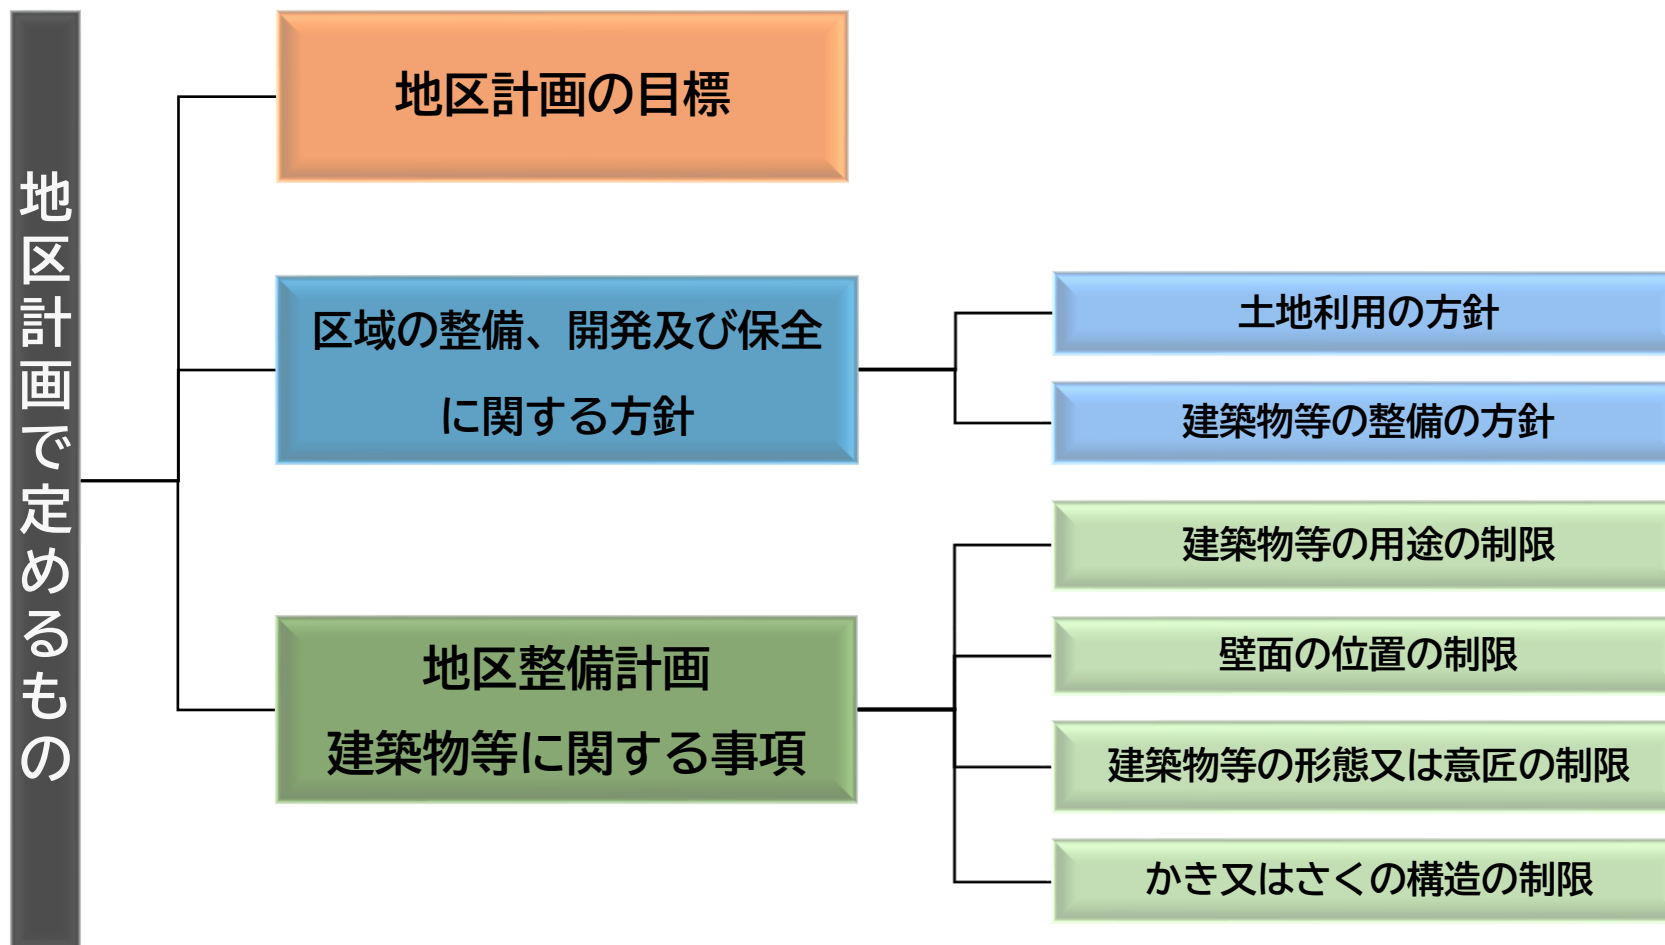 地区計画で定めるもの
地区計画の目標
区域の整備、開発及び保全
に関する方針
土地利用の方針
建築物等の整備の方針
地区整備計画
建築物等に関する事項
建築物等の用途の制限
壁面の位置の制限
建築物等の形態又は意匠の制限
かき又はさくの構造の制限